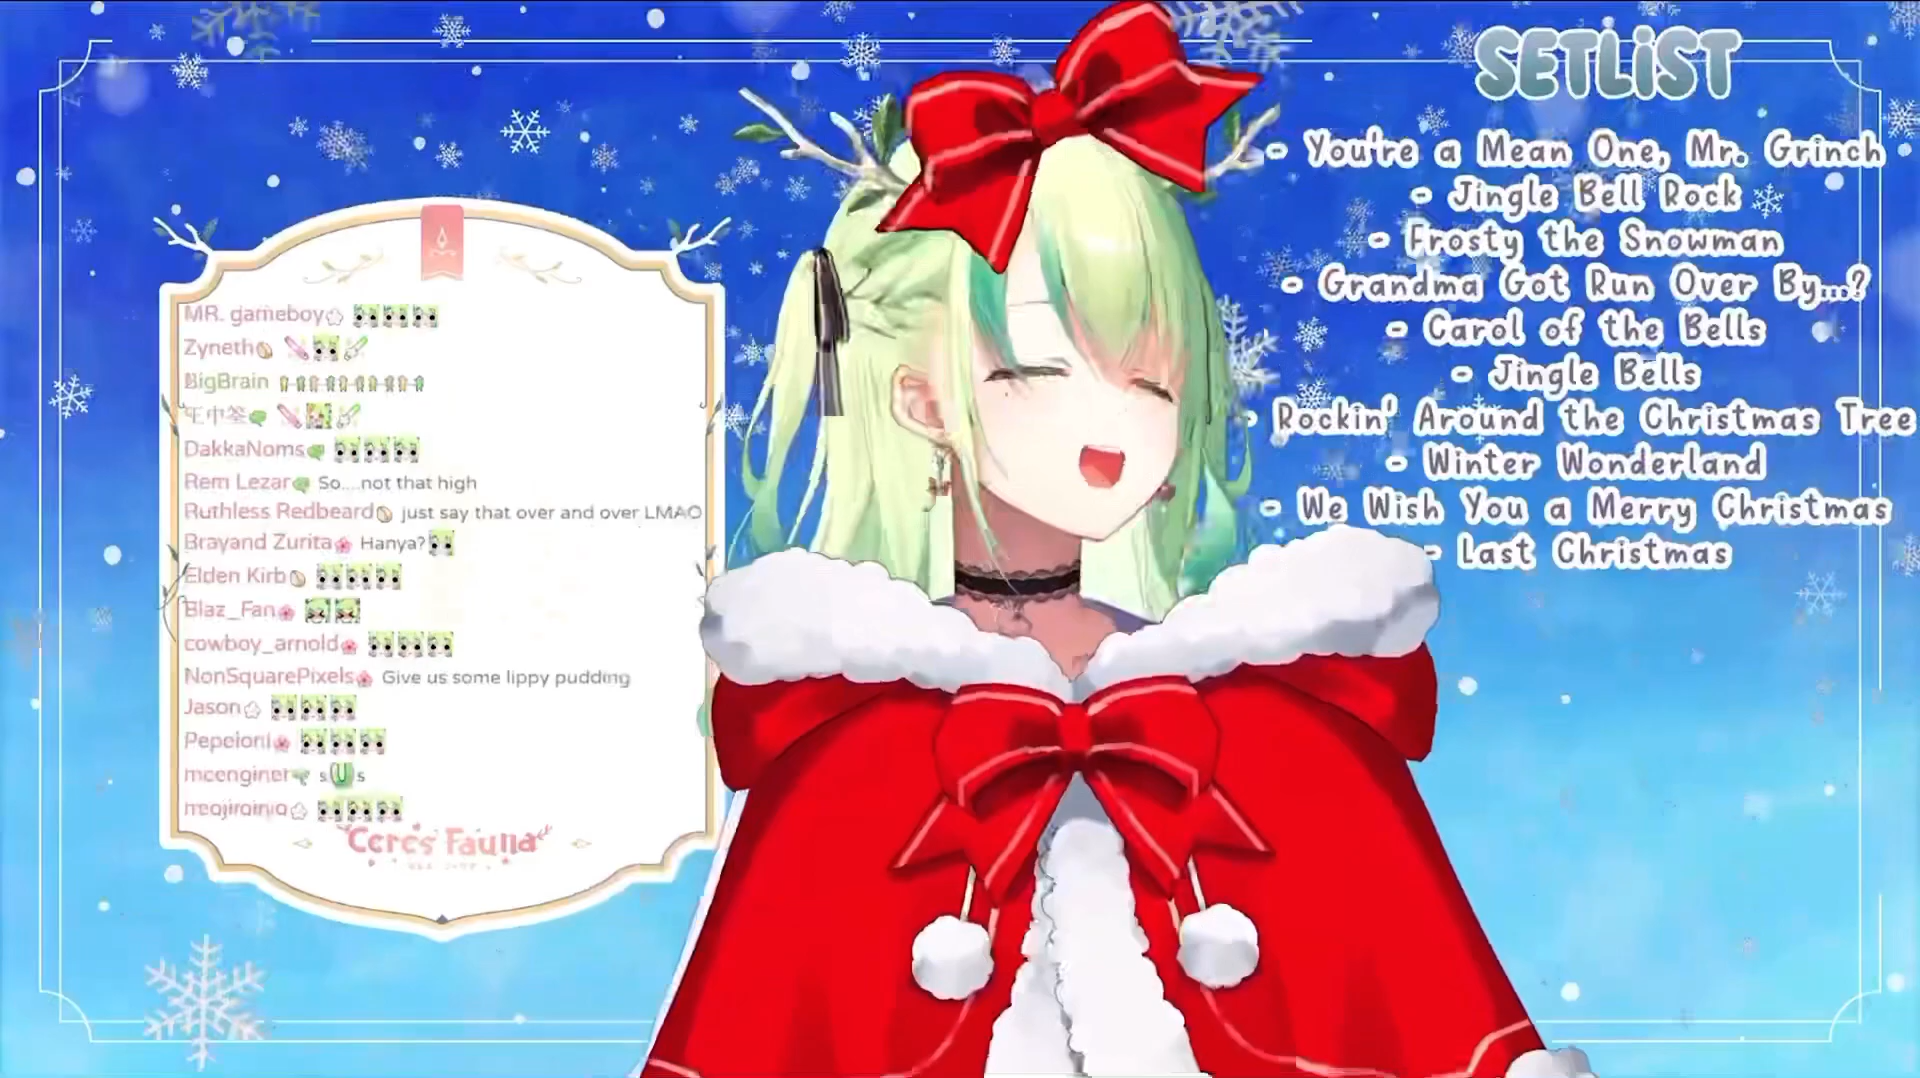 MR. gameboy
Zyneth
BigBrain
DakkaNoms
Rem Lezar So....not that high
Ruthless Redbeard just say that over and over LMAO
Brayand Zurita Hanya?
Elden Kirb
Blaz_Fan
cowboy_arnold
NonSquarePixels Give us some lippy pudding
Jason
mcenginet s s
Ceres Fauna
SETLiST
- You're a Mean One, Mr. Grinch
- Jingle Bell Rock
- Frosty the Snowman
- Grandma Got Run Over By...?
- Carol of the Bells
- Jingle Bells
- Rockin' Around the Christmas Tree
- Winter Wonderland
- We Wish You a Merry Christmas
- Last Christmas